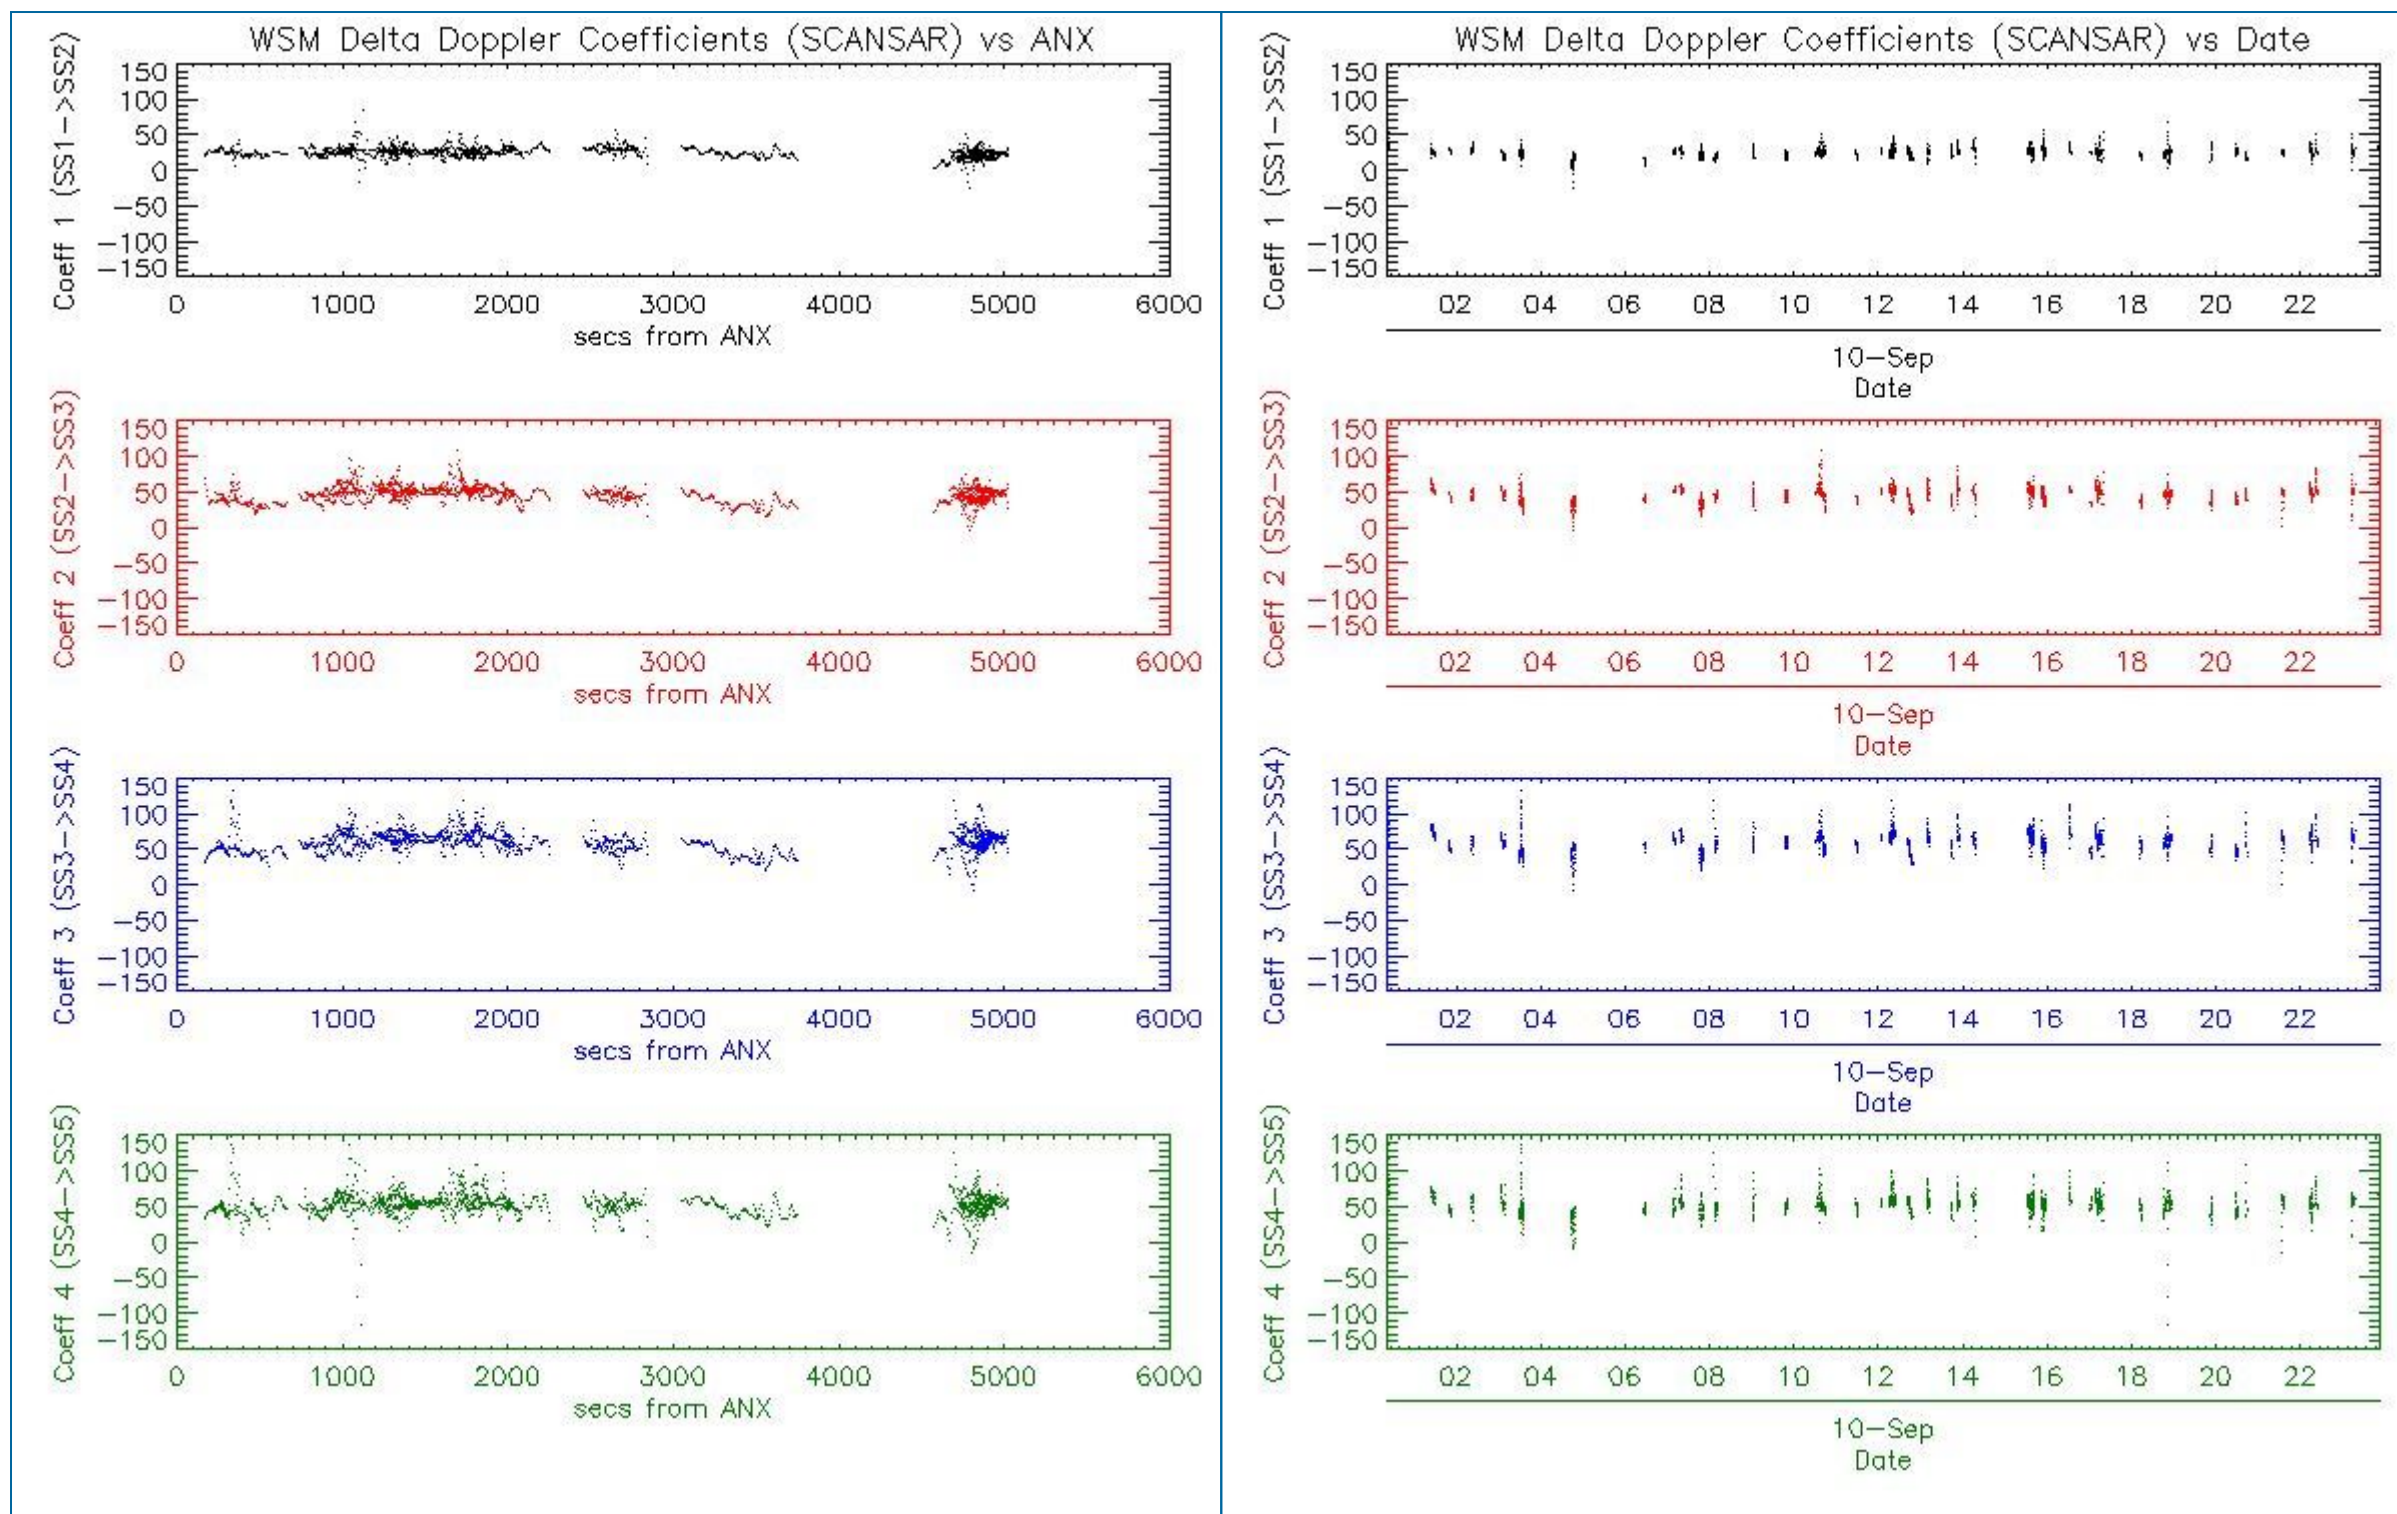 WSM Delta Doppler Coefficients (SCANSAR) vs ANX
Coeff 1 (SS1->SS2)
150
100
50
0
-50
-100
-150
0 1000 2000 3000 4000 5000 6000
secs from ANX
Coeff 2 (SS2->SS3)
150
100
50
0
-50
-100
-150
0 1000 2000 3000 4000 5000 6000
secs from ANX
Coeff 3 (SS3->SS4)
150
100
50
0
-50
-100
-150
0 1000 2000 3000 4000 5000 6000
secs from ANX
Coeff 4 (SS4->SS5)
150
100
50
0
-50
-100
-150
0 1000 2000 3000 4000 5000 6000
secs from ANX
WSM Delta Doppler Coefficients (SCANSAR) vs Date
Coeff 1 (SS1->SS2)
150
100
50
0
-50
-100
-150
02 04 06 08 10 12 14 16 18 20 22
10-Sep
Date
Coeff 2 (SS2->SS3)
150
100
50
0
-50
-100
-150
02 04 06 08 10 12 14 16 18 20 22
10-Sep
Date
Coeff 3 (SS3->SS4)
150
100
50
0
-50
-100
-150
02 04 06 08 10 12 14 16 18 20 22
10-Sep
Date
Coeff 4 (SS4->SS5)
150
100
50
0
-50
-100
-150
02 04 06 08 10 12 14 16 18 20 22
10-Sep
Date